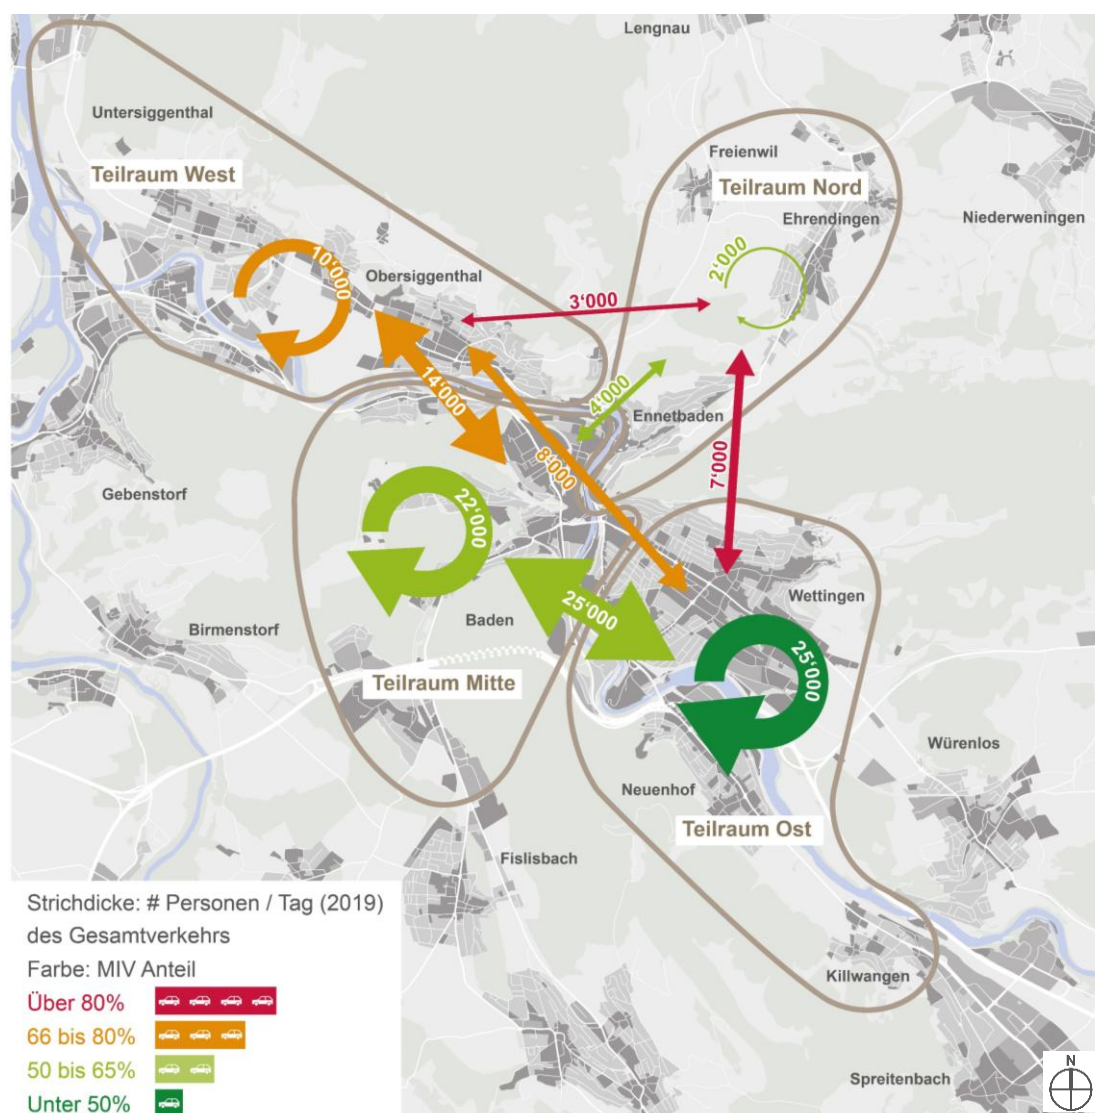 Lengnau
Untersiggenthal
Teilraum West
Freienwil
Teilraum Nord
Ehrendingen
Niederweningen
10‘000
Obersiggenthal
2‘000
3‘000
14‘000
4‘000
Ennetbaden
8‘000
7‘000
Gebenstorf
22‘000
25‘000
Wettingen
Baden
Birmenstorf
25‘000
Teilraum Mitte
Würenlos
Neuenhof
Teilraum Ost
Fislisbach
Killwangen
Spreitenbach
N
Strichdicke: # Personen / Tag (2019)
des Gesamtverkehrs
Farbe: MIV Anteil
Über 80%
66 bis 80%
50 bis 65%
Unter 50%